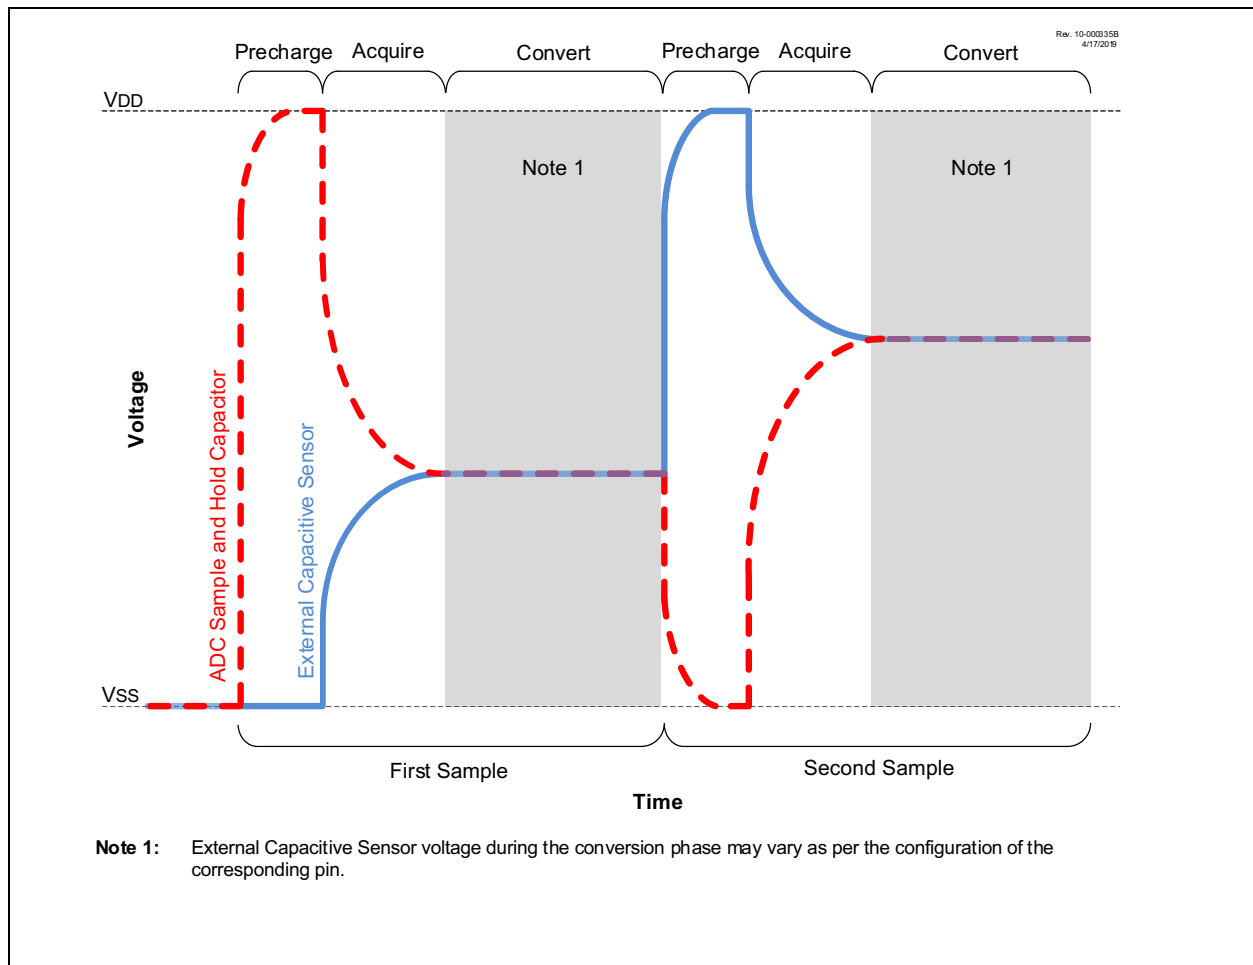 Rev. 10-000335B
4/17/2019
Precharge Acquire Convert Precharge Acquire Convert
VDD
Note 1 Note 1
Voltage
ADC Sample and Hold Capacitor
External Capacitive Sensor
VSS
First Sample Second Sample
Time
Note 1: External Capacitive Sensor voltage during the conversion phase may vary as per the configuration of the
corresponding pin.